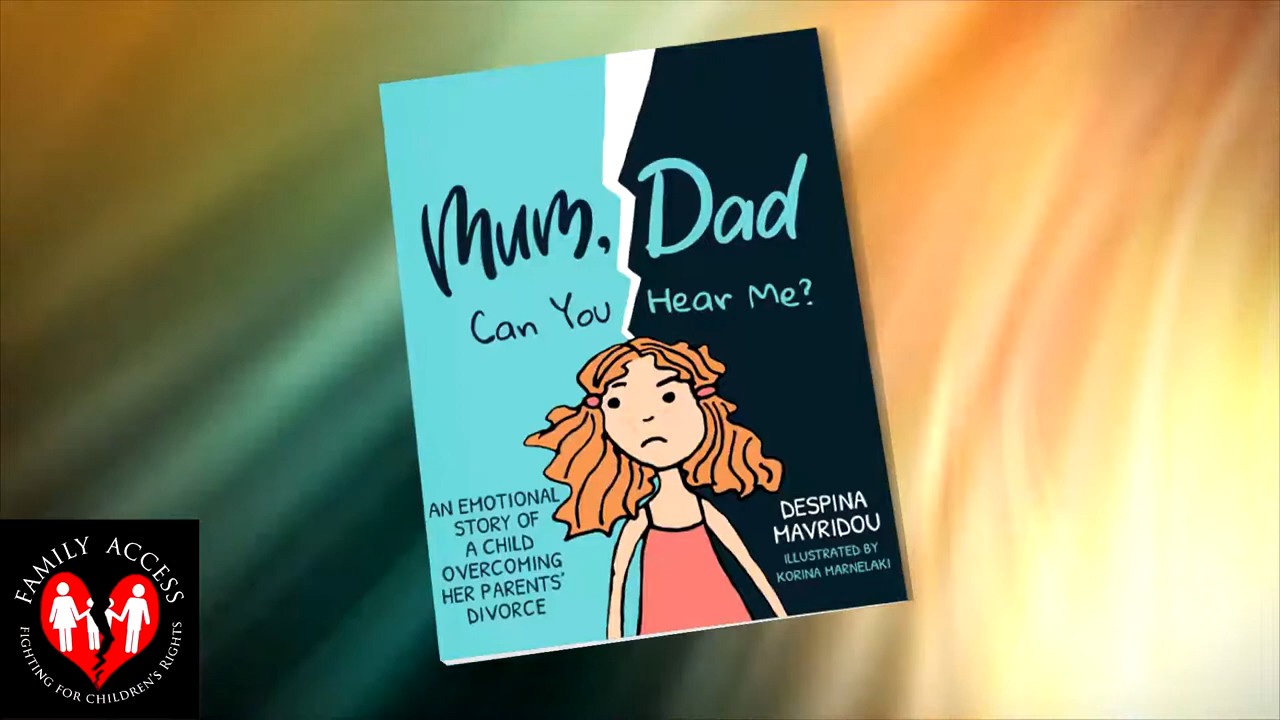 Mum, Dad
Can You Hear Me?
AN EMOTIONAL
STORY OF
A CHILD
OVERCOMING
HER PARENTS'
DIVORCE
DESPINA
MAVRIDOU
ILLUSTRATED BY
KORINA MARNELAKI
FAMILY ACCESS
FIGHTING FOR CHILDREN'S RIGHTS